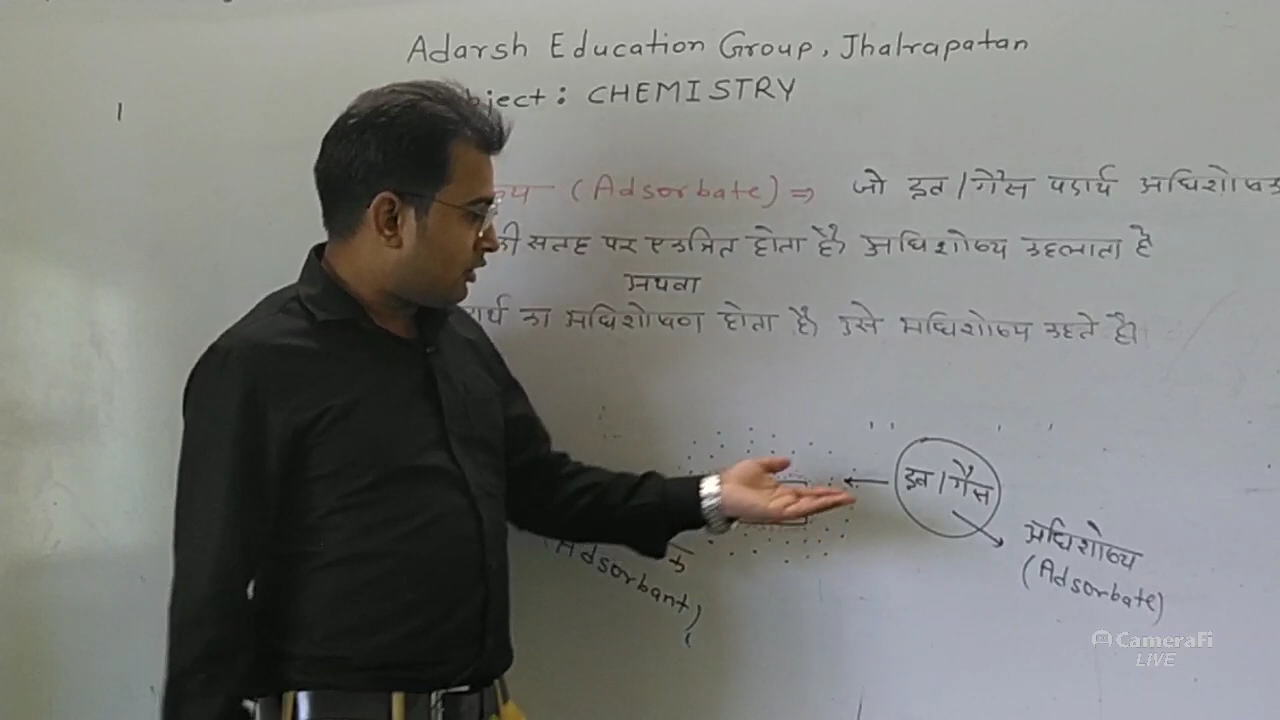 Adarsh Education Group, Jhalrapatan
bject : CHEMISTRY
1
ष्य (Adsorbate) ⇒ जो द्रव / गैस पदार्थ अधिशोषक
की सतह पर एकत्रित होता है, अधिशोष्य कहलाता है
अथवा
का अधिशोषण होता है, उसे अधिशोष्य कहते है।
द्रव / गैस
अधिशोष्य
(Adsorbate)
क
(Adsorbant)
CameraFi
LIVE